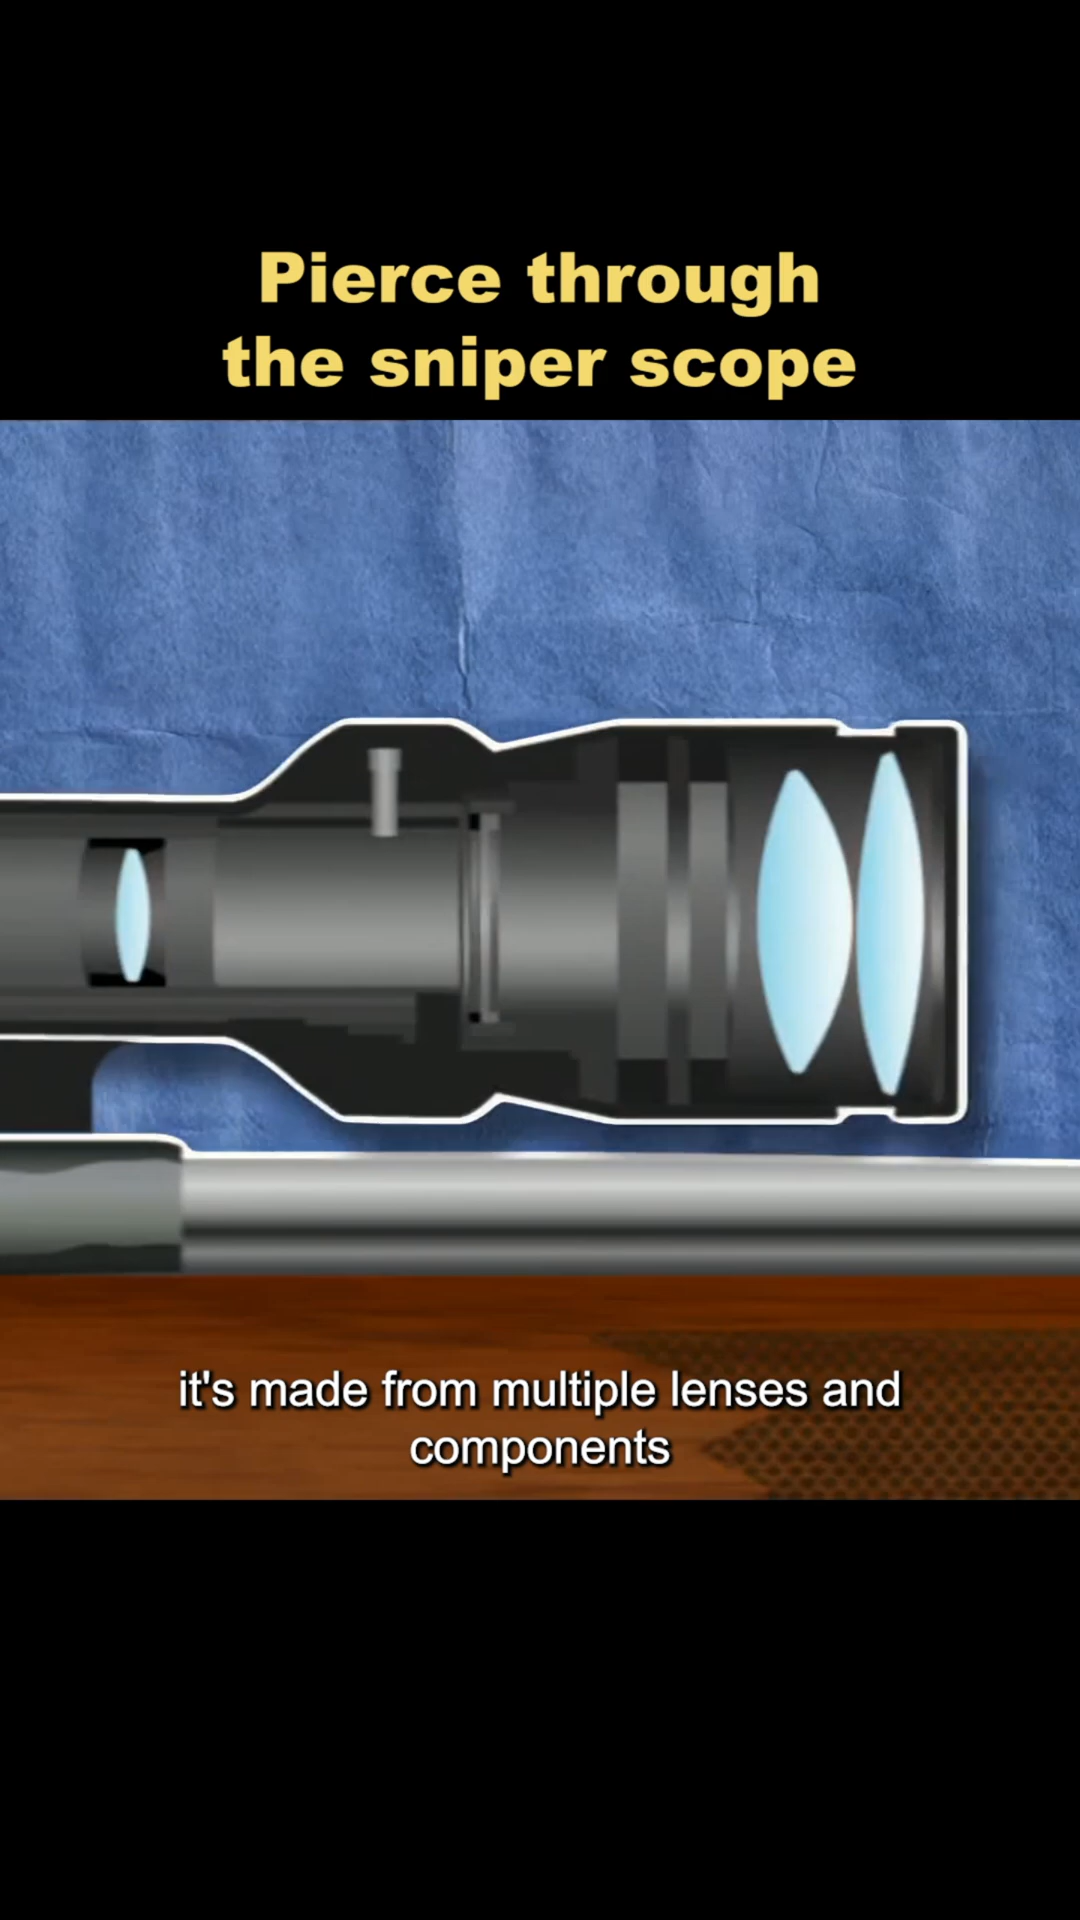 Pierce through
the sniper scope
it's made from multiple lenses and
components